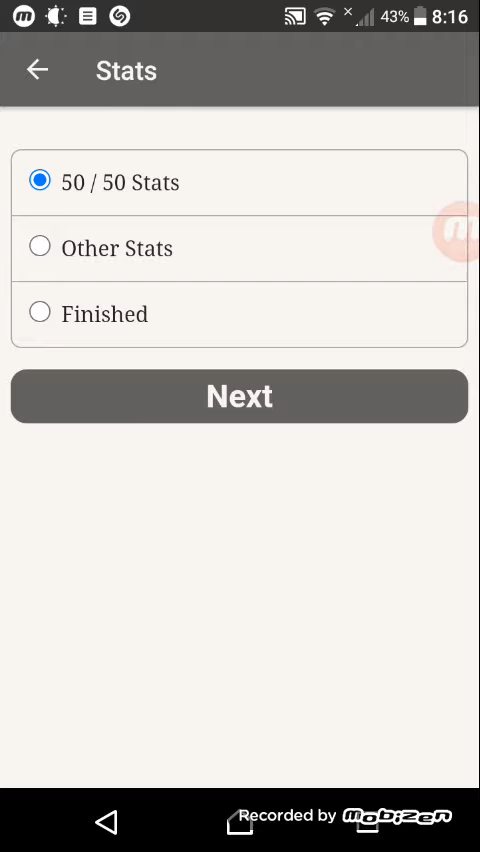 43% 8:16
Stats
50 / 50 Stats
Other Stats
Finished
Next
Recorded by mobizen